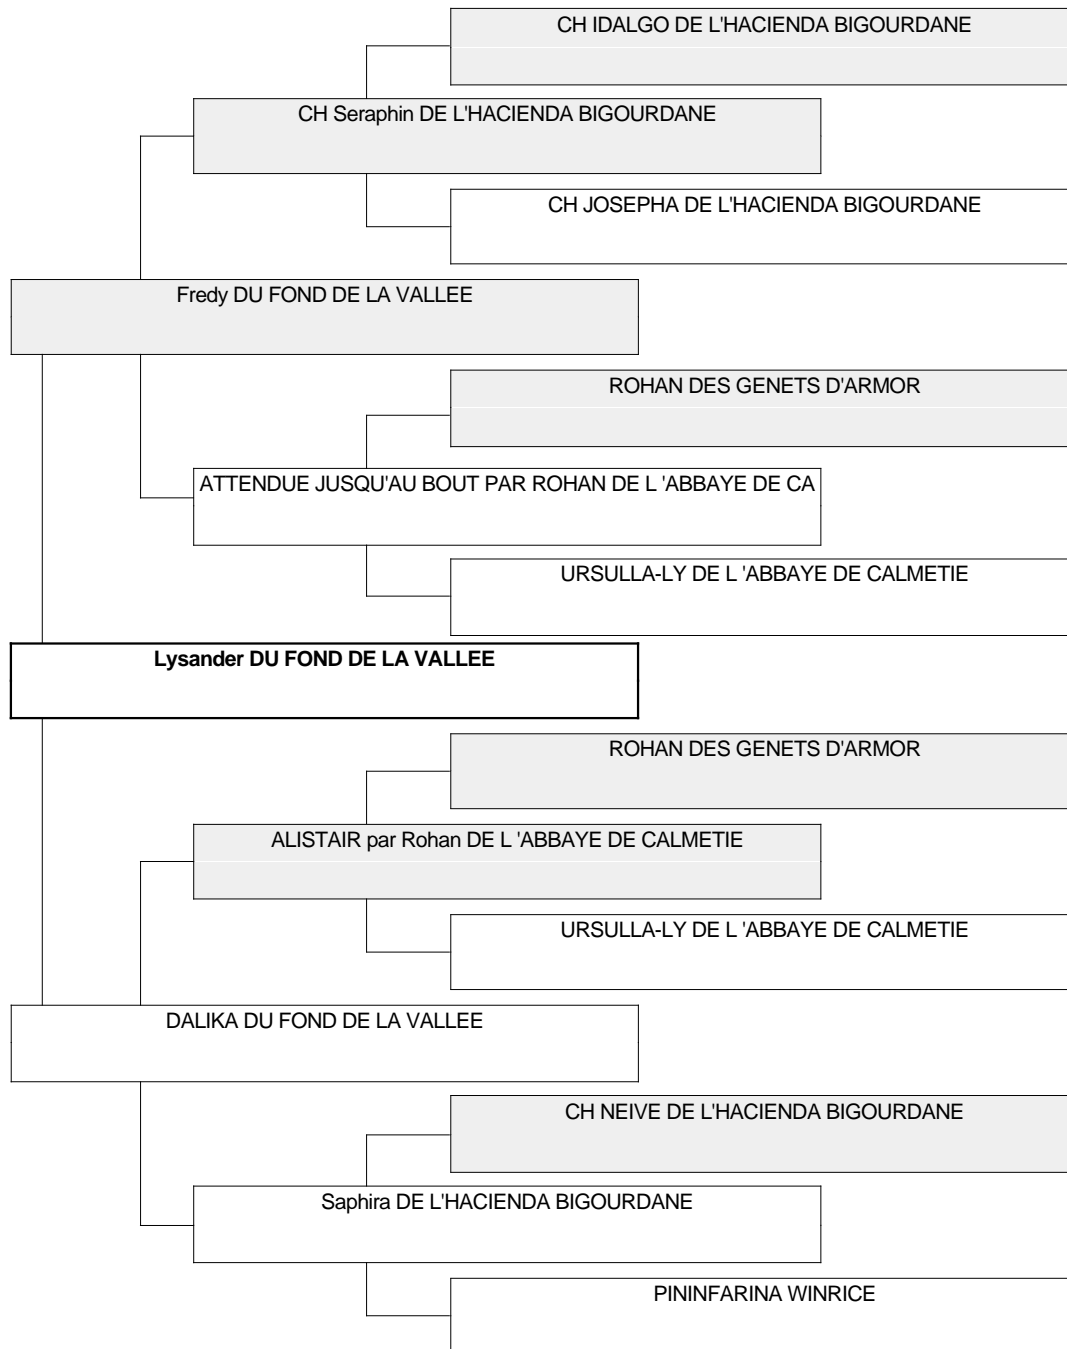 CH IDALGO DE L'HACIENDA BIGOURDANE
CH Seraphin DE L'HACIENDA BIGOURDANE
CH JOSEPHA DE L'HACIENDA BIGOURDANE
Fredy DU FOND DE LA VALLEE
ROHAN DES GENETS D'ARMOR
ATTENDUE JUSQU'AU BOUT PAR ROHAN DE L 'ABBAYE DE CA
URSULLA-LY DE L 'ABBAYE DE CALMETIE
Lysander DU FOND DE LA VALLEE
ROHAN DES GENETS D'ARMOR
ALISTAIR par Rohan DE L 'ABBAYE DE CALMETIE
URSULLA-LY DE L 'ABBAYE DE CALMETIE
DALIKA DU FOND DE LA VALLEE
CH NEIVE DE L'HACIENDA BIGOURDANE
Saphira DE L'HACIENDA BIGOURDANE
PININFARINA WINRICE